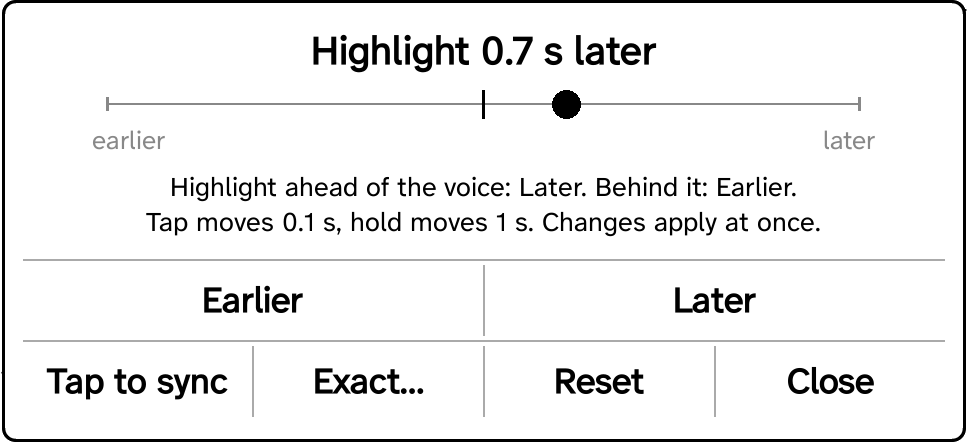 Highlight 0.7 s later
earlier later
Highlight ahead of the voice: Later. Behind it: Earlier.
Tap moves 0.1 s, hold moves 1 s. Changes apply at once.
Earlier Later
Tap to sync Exact... Reset Close